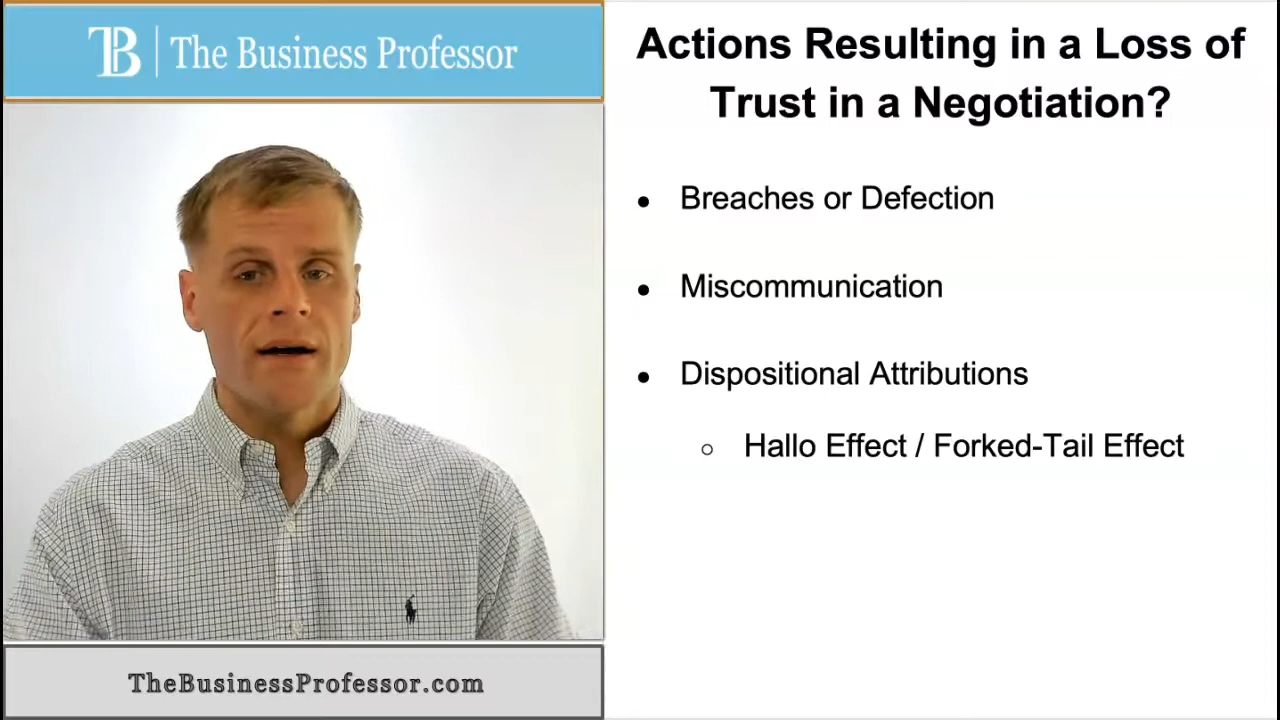 TB | The Business Professor
Actions Resulting in a Loss of
Trust in a Negotiation?
● Breaches or Defection
● Miscommunication
● Dispositional Attributions
○ Hallo Effect / Forked-Tail Effect
TheBusinessProfessor.com